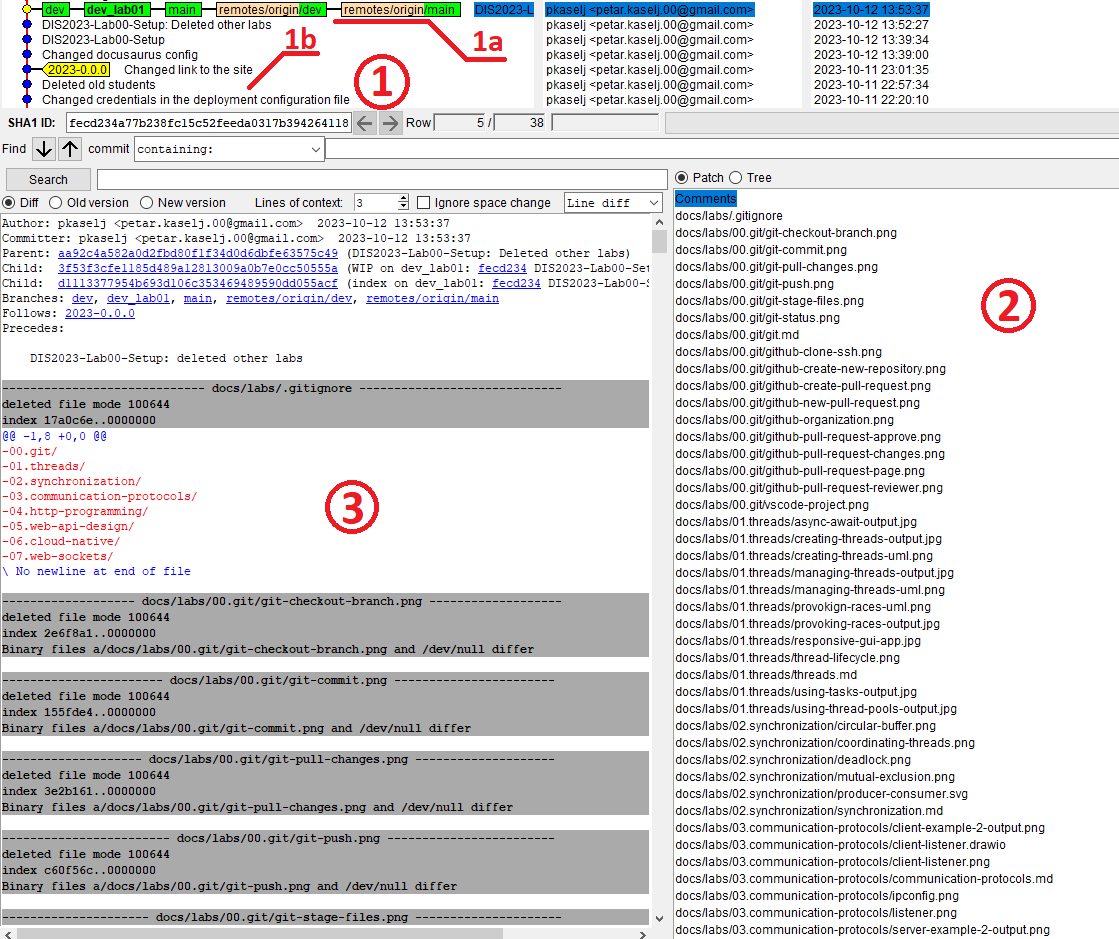 dev dev_lab01 main remotes/origin/dev remotes/origin/main DIS2023-L pkaselj <petar.kaselj.00@gmail.com> 2023-10-12 13:53:37
DIS2023-Lab00-Setup: Deleted other labs pkaselj <petar.kaselj.00@gmail.com> 2023-10-12 13:52:27
DIS2023-Lab00-Setup pkaselj <petar.kaselj.00@gmail.com> 2023-10-12 13:39:34
Changed docusaurus config pkaselj <petar.kaselj.00@gmail.com> 2023-10-12 13:39:00
2023-0.0.0 Changed link to the site pkaselj <petar.kaselj.00@gmail.com> 2023-10-11 23:01:35
Deleted old students pkaselj <petar.kaselj.00@gmail.com> 2023-10-11 22:57:34
Changed credentials in the deployment configuration file pkaselj <petar.kaselj.00@gmail.com> 2023-10-11 22:20:10
1b
1a
1
SHA1 ID: fecd234a77b238fc15c52feeda0317b394264118 Row 5 / 38
Find commit containing:
Search
Diff Old version New version Lines of context: 3 Ignore space change Line diff
Author: pkaselj <petar.kaselj.00@gmail.com> 2023-10-12 13:53:37
Committer: pkaselj <petar.kaselj.00@gmail.com> 2023-10-12 13:53:37
Parent: aa92c4a582a0d2fbd80f1f34d0d6dbfe63575c49 (DIS2023-Lab00-Setup: Deleted other labs)
Child: 3f53f3cfe1185d489a12813009a0b7e0cc50555a (WIP on dev_lab01: fecd234 DIS2023-Set
Child: d1113377954b693d106c353469489590dd055acf (index on dev_lab01: fecd234 DIS2023-L
Branches: dev, dev_lab01, main, remotes/origin/dev, remotes/origin/main
Follows: 2023-0.0.0
Precedes:
DIS2023-Lab00-Setup: deleted other labs
------------------------------ docs/labs/.gitignore ------------------------------
deleted file mode 100644
index 17a0c6e..0000000
@@ -1,8 +0,0 @@
-00.git/
-01.threads/
-02.synchronization/
-03.communication-protocols/
-04.http-programming/
-05.web-api-design/
-06.cloud-native/
-07.web-sockets/
\ No newline at end of file
3
------------------- docs/labs/00.git/git-checkout-branch.png -------------------
deleted file mode 100644
index 2e6f8a1..0000000
Binary files a/docs/labs/00.git/git-checkout-branch.png and /dev/null differ
----------------------- docs/labs/00.git/git-commit.png -----------------------
deleted file mode 100644
index 155fde4..0000000
Binary files a/docs/labs/00.git/git-commit.png and /dev/null differ
-------------------- docs/labs/00.git/git-pull-changes.png --------------------
deleted file mode 100644
index 3e2b161..0000000
Binary files a/docs/labs/00.git/git-pull-changes.png and /dev/null differ
------------------------ docs/labs/00.git/git-push.png ------------------------
deleted file mode 100644
index c60f56c..0000000
Binary files a/docs/labs/00.git/git-push.png and /dev/null differ
-------------------- docs/labs/00.git/git-stage-files.png --------------------
Patch Tree
Comments
docs/labs/.gitignore
docs/labs/00.git/git-checkout-branch.png
docs/labs/00.git/git-commit.png
docs/labs/00.git/git-pull-changes.png
docs/labs/00.git/git-push.png
docs/labs/00.git/git-stage-files.png
docs/labs/00.git/git-status.png
docs/labs/00.git/git.md
docs/labs/00.git/github-clone-ssh.png
docs/labs/00.git/github-create-new-repository.png
docs/labs/00.git/github-create-pull-request.png
docs/labs/00.git/github-new-pull-request.png
docs/labs/00.git/github-organization.png
docs/labs/00.git/github-pull-request-approve.png
docs/labs/00.git/github-pull-request-changes.png
docs/labs/00.git/github-pull-request-page.png
docs/labs/00.git/github-pull-request-reviewer.png
docs/labs/00.git/vscode-project.png
docs/labs/01.threads/async-await-output.jpg
docs/labs/01.threads/creating-threads-output.jpg
docs/labs/01.threads/creating-threads-uml.png
docs/labs/01.threads/managing-threads-output.jpg
docs/labs/01.threads/managing-threads-uml.png
docs/labs/01.threads/provokign-races-uml.png
docs/labs/01.threads/provoking-races-output.jpg
docs/labs/01.threads/responsive-gui-app.jpg
docs/labs/01.threads/thread-lifecycle.png
docs/labs/01.threads/threads.md
docs/labs/01.threads/using-tasks-output.jpg
docs/labs/01.threads/using-thread-pools-output.jpg
docs/labs/02.synchronization/circular-buffer.png
docs/labs/02.synchronization/coordinating-threads.png
docs/labs/02.synchronization/deadlock.png
docs/labs/02.synchronization/mutual-exclusion.png
docs/labs/02.synchronization/producer-consumer.svg
docs/labs/02.synchronization/synchronization.md
docs/labs/03.communication-protocols/client-example-2-output.png
docs/labs/03.communication-protocols/client-listener.drawio
docs/labs/03.communication-protocols/client-listener.png
docs/labs/03.communication-protocols/communication-protocols.md
docs/labs/03.communication-protocols/ipconfig.png
docs/labs/03.communication-protocols/listener.png
docs/labs/03.communication-protocols/server-example-2-output.png
2